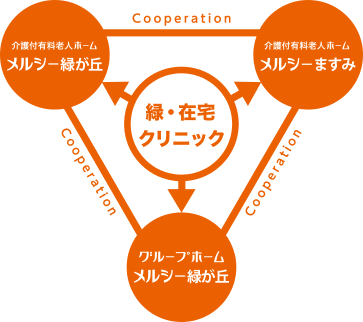 Cooperation
介護付有料老人ホーム
メルシー緑が丘
介護付有料老人ホーム
メルシーますみ
緑・在宅
クリニック
Cooperation
Cooperation
グループホーム
メルシー緑が丘